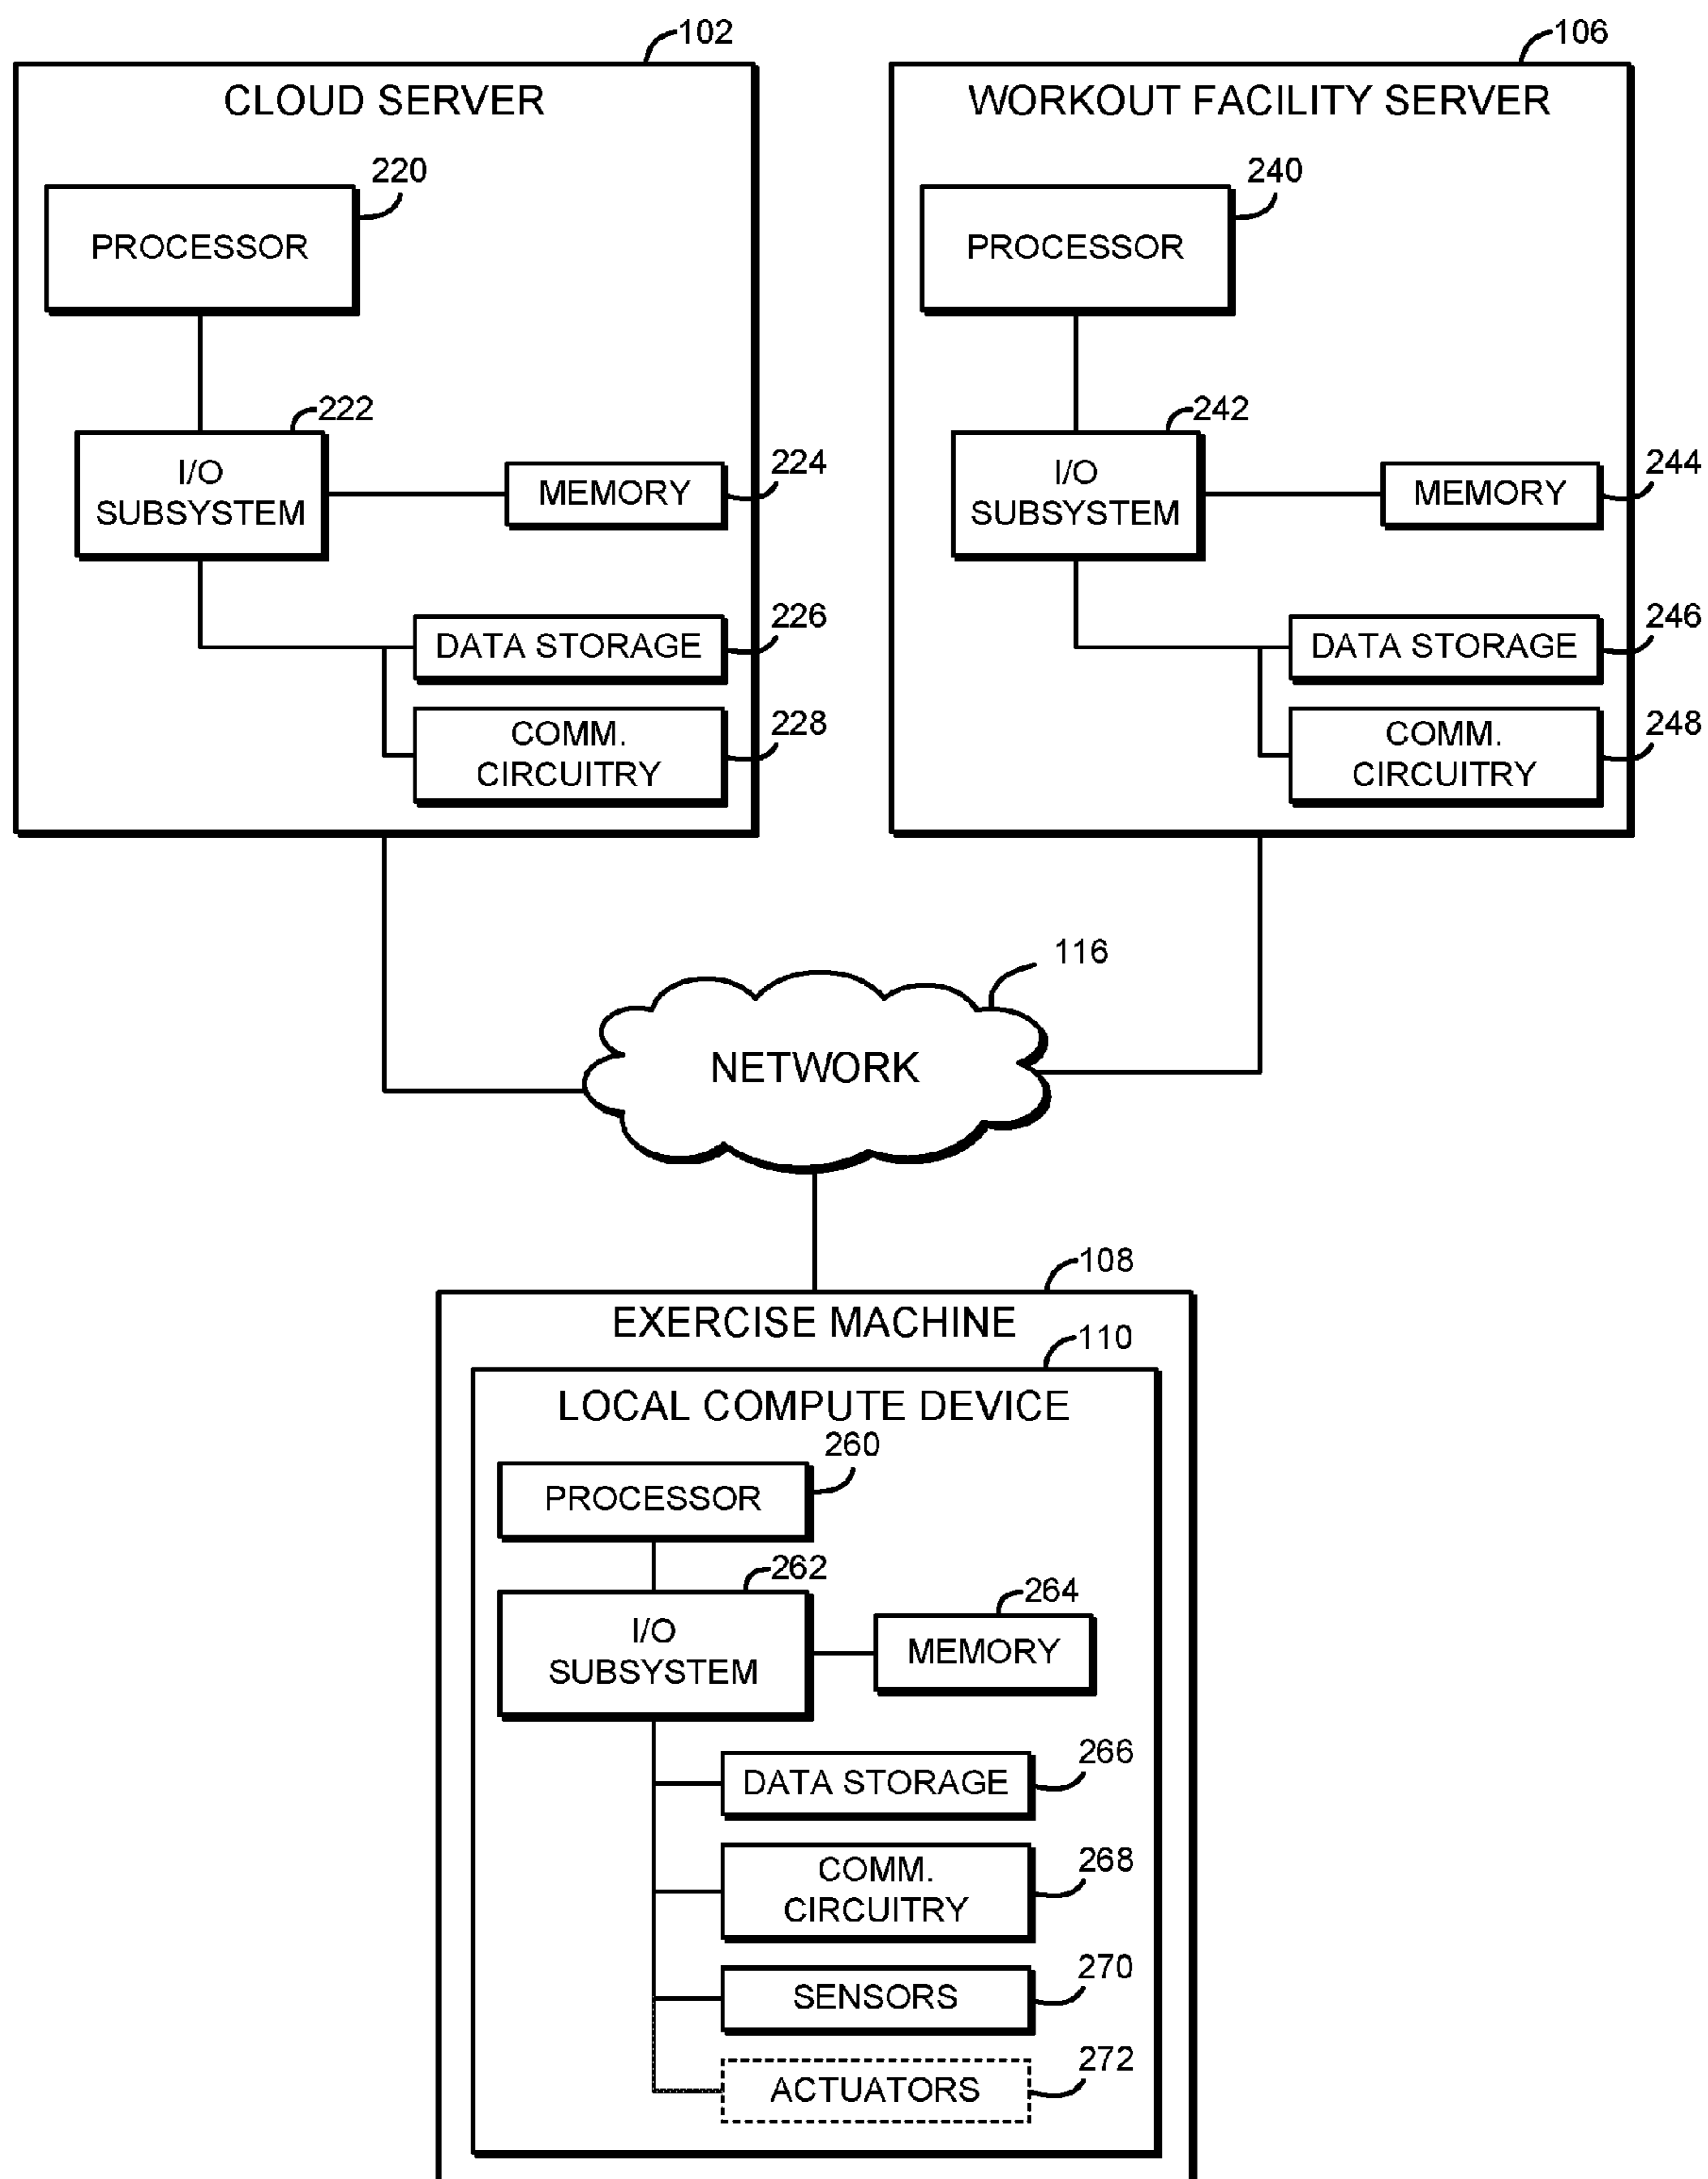 102
CLOUD SERVER
220
PROCESSOR
222
I/O
SUBSYSTEM
224
MEMORY
226
DATA STORAGE
228
COMM.
CIRCUITRY
106
WORKOUT FACILITY SERVER
240
PROCESSOR
242
I/O
SUBSYSTEM
244
MEMORY
246
DATA STORAGE
248
COMM.
CIRCUITRY
116
NETWORK
108
EXERCISE MACHINE
110
LOCAL COMPUTE DEVICE
260
PROCESSOR
262
I/O
SUBSYSTEM
264
MEMORY
266
DATA STORAGE
268
COMM.
CIRCUITRY
270
SENSORS
272
ACTUATORS